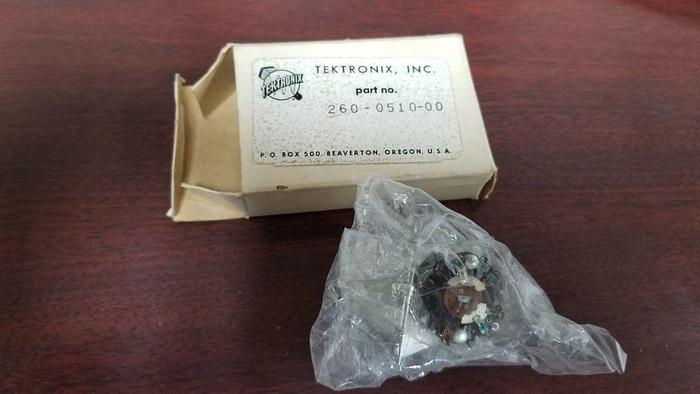 TEKTRONIX
TEKTRONIX, INC.
part no.
260-0510-00
P. O. BOX 500, BEAVERTON, OREGON, U. S. A.